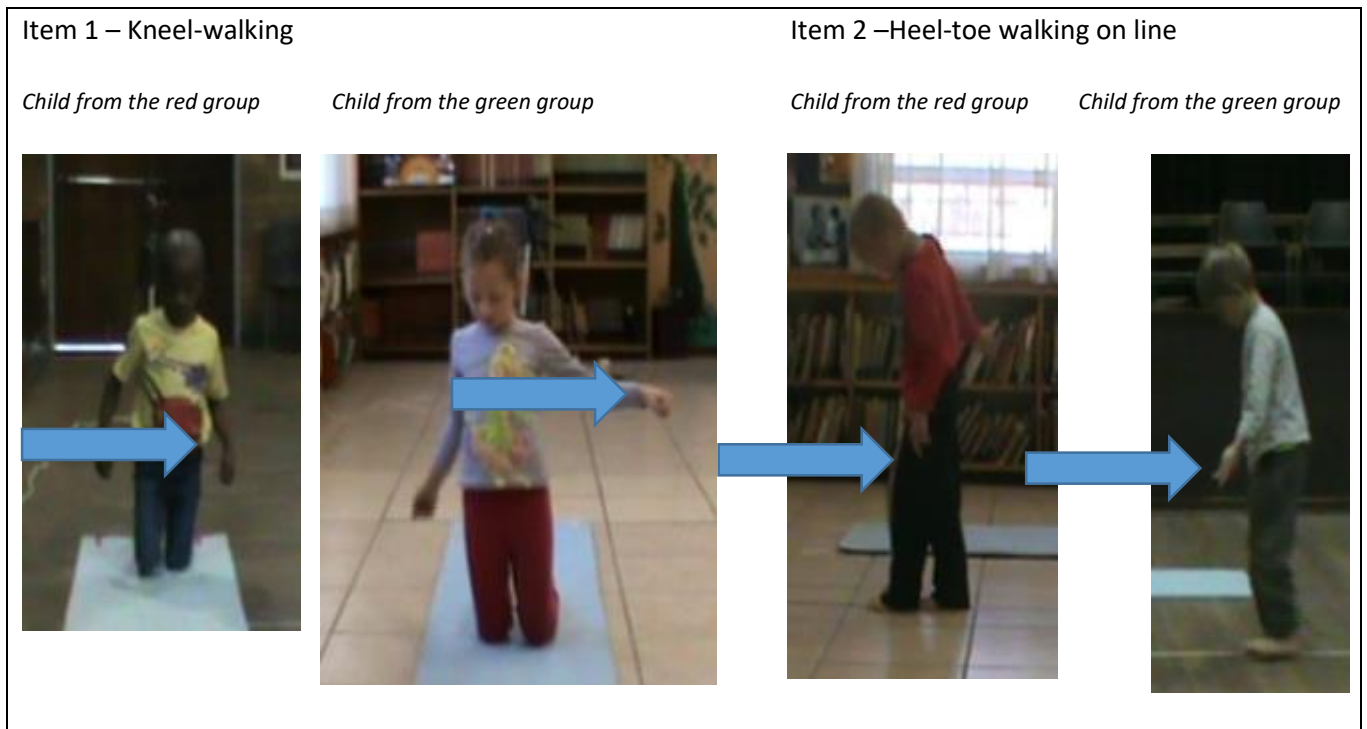 Item 1 – Kneel-walking
Item 2 –Heel-toe walking on line
Child from the red group
Child from the green group
Child from the red group
Child from the green group